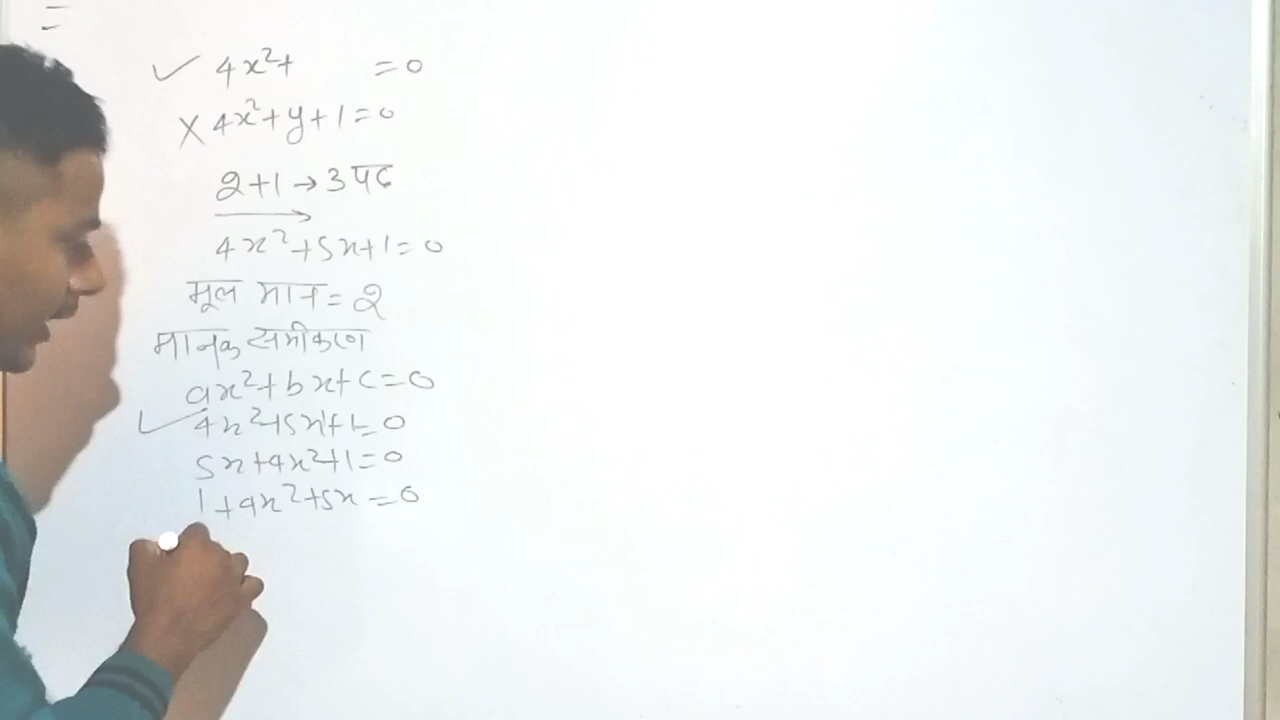 ✓ 4x²+ =0
X 4x²+y+1=0
2+1→3 पद
4x²+5x+1=0
मूल मान=2
मानक समीकरण
ax²+bx+c=0
✓ 4x²+5x+1=0
5x+4x²+1=0
1+4x²+5x=0